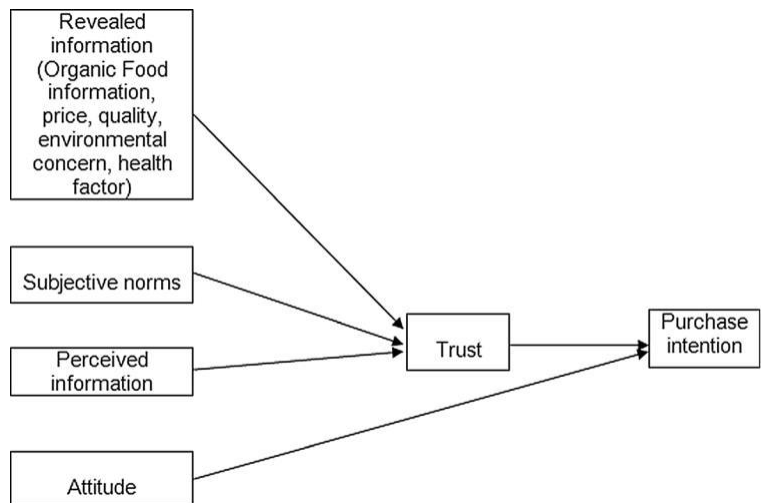 Revealed
information
(Organic Food
information,
price, quality,
environmental
concern, health
factor)
Subjective norms
Perceived
information
Attitude
Trust
Purchase
intention